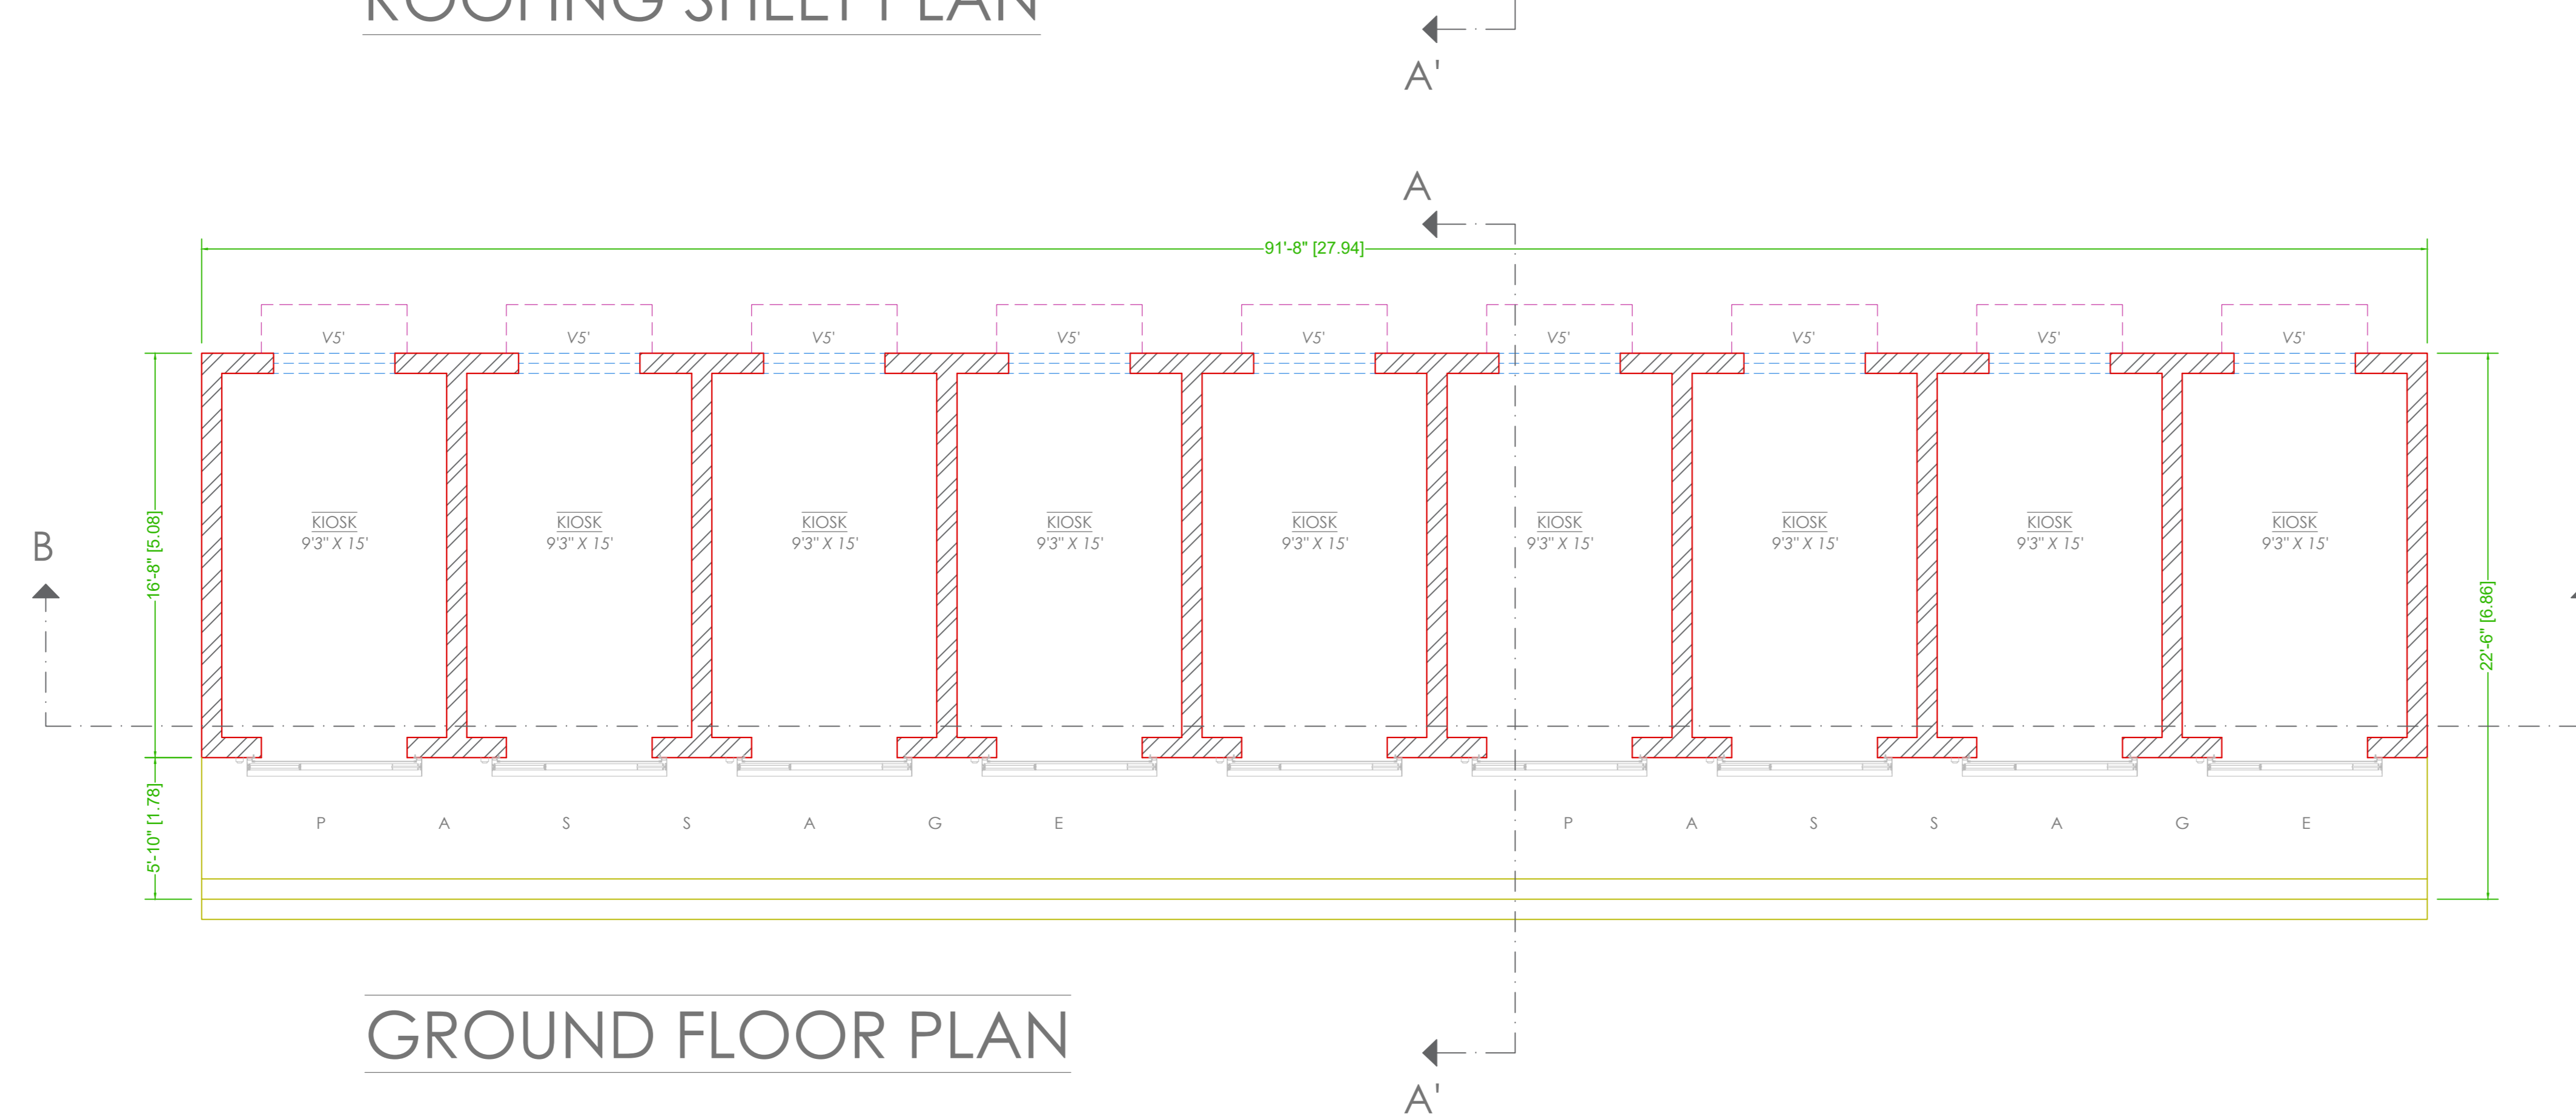 ROOFING SHEET PLAN
A'
A
91'-8" [27.94]
V5' V5' V5' V5' V5' V5' V5' V5' V5'
KIOSK KIOSK KIOSK KIOSK KIOSK KIOSK KIOSK KIOSK KIOSK
9'3" X 15' 9'3" X 15' 9'3" X 15' 9'3" X 15' 9'3" X 15' 9'3" X 15' 9'3" X 15' 9'3" X 15' 9'3" X 15'
B
16'-8" [5.08]
22'-6" [6.86]
5'-10" [1.78]
P A S S A G E P A S S A G E
GROUND FLOOR PLAN
A'